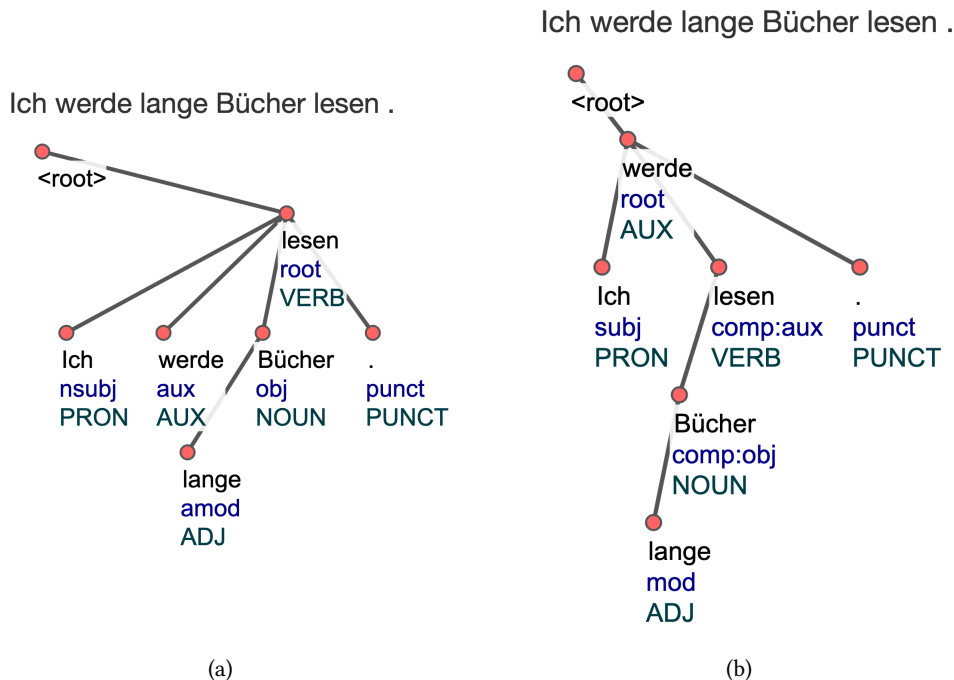 Ich werde lange Bücher lesen .
<root>
lesen
root
VERB
Ich
nsubj
PRON
werde
aux
AUX
Bücher
obj
NOUN
.
punct
PUNCT
lange
amod
ADJ
(a)
Ich werde lange Bücher lesen .
<root>
werde
root
AUX
Ich
subj
PRON
lesen
comp:aux
VERB
.
punct
PUNCT
Bücher
comp:obj
NOUN
lange
mod
ADJ
(b)